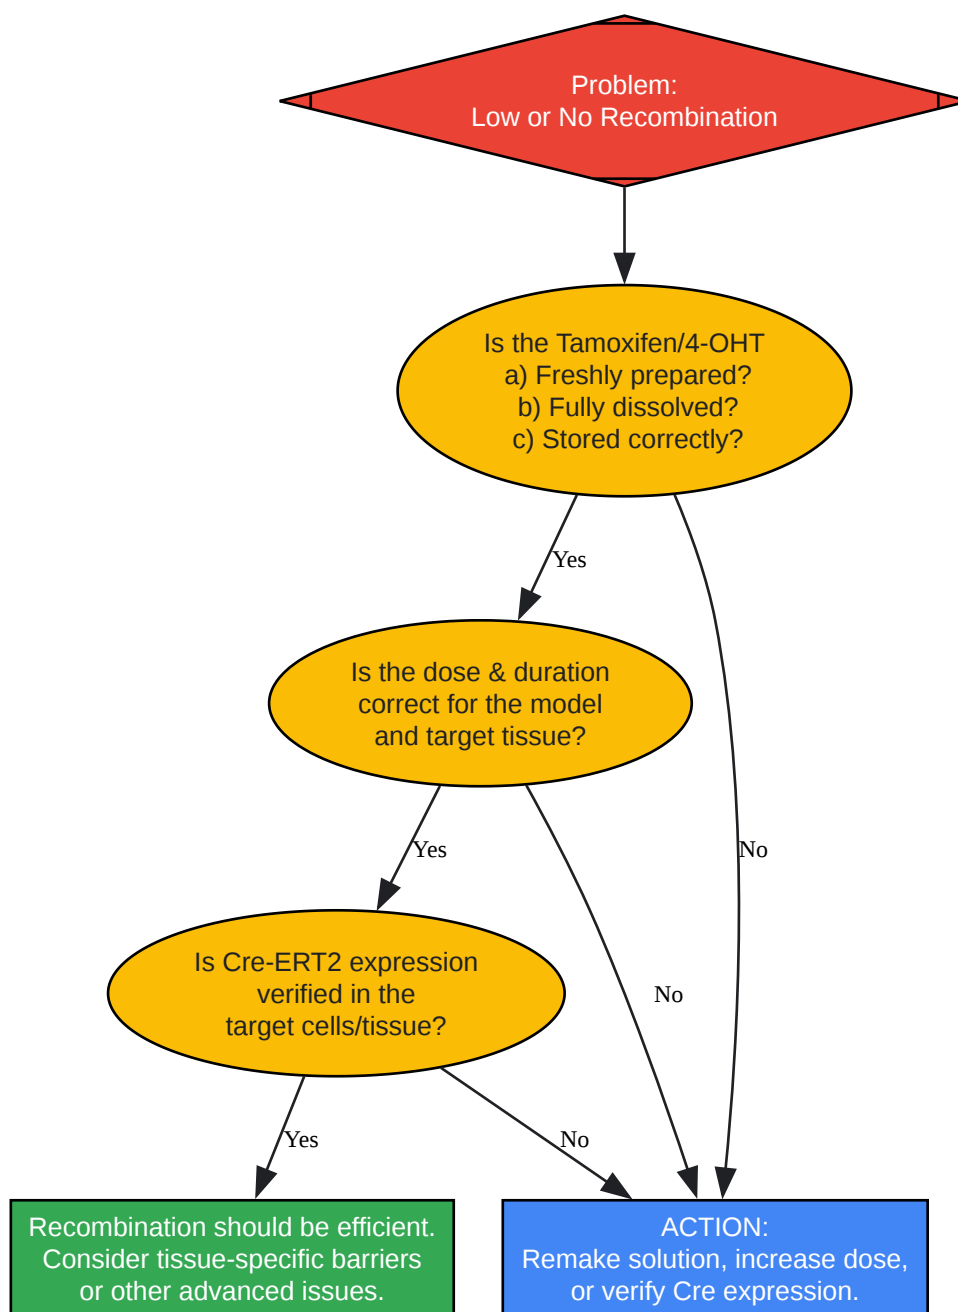 Problem:
Low or No Recombination
Is the Tamoxifen/4-OHT
a) Freshly prepared?
b) Fully dissolved?
c) Stored correctly?
Yes
Is the dose & duration
correct for the model
and target tissue?
Yes
No
Is Cre-ERT2 expression
verified in the
target cells/tissue?
No
Yes
No
Recombination should be efficient.
Consider tissue-specific barriers
or other advanced issues.
ACTION:
Remake solution, increase dose,
or verify Cre expression.